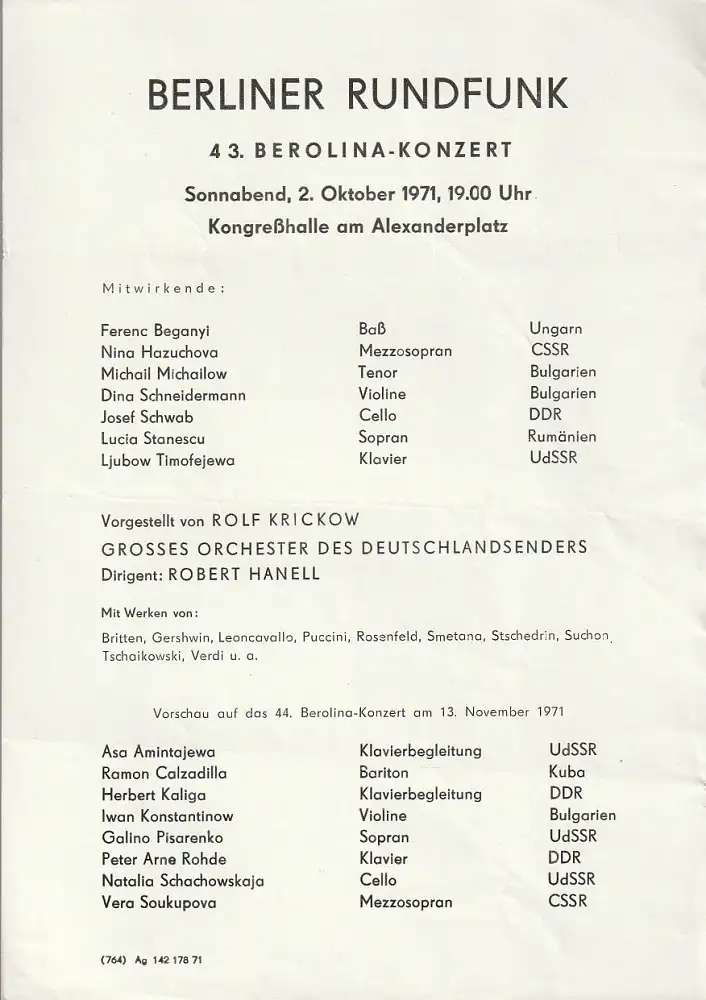 BERLINER RUNDFUNK
43. BEROLINA-KONZERT
Sonnabend, 2. Oktober 1971, 19.00 Uhr
Kongreßhalle am Alexanderplatz
Mitwirkende:
Ferenc Beganyi Baß Ungarn
Nina Hazuchova Mezzosopran CSSR
Michail Michailow Tenor Bulgarien
Dina Schneidermann Violine Bulgarien
Josef Schwab Cello DDR
Lucia Stanescu Sopran Rumänien
Ljubow Timofejewa Klavier UdSSR
Vorgestellt von ROLF KRICKOW
GROSSES ORCHESTER DES DEUTSCHLANDSENDERS
Dirigent: ROBERT HANELL
Mit Werken von:
Britten, Gershwin, Leoncavallo, Puccini, Rosenfeld, Smetana, Stschedrin, Suchon,
Tschaikowski, Verdi u. a.
Vorschau auf das 44. Berolina-Konzert am 13. November 1971
Asa Amintajewa Klavierbegleitung UdSSR
Ramon Calzadilla Bariton Kuba
Herbert Kaliga Klavierbegleitung DDR
Iwan Konstantinow Violine Bulgarien
Galino Pisarenko Sopran UdSSR
Peter Arne Rohde Klavier DDR
Natalia Schachowskaja Cello UdSSR
Vera Soukupova Mezzosopran CSSR
(764) Ag 142 178 71